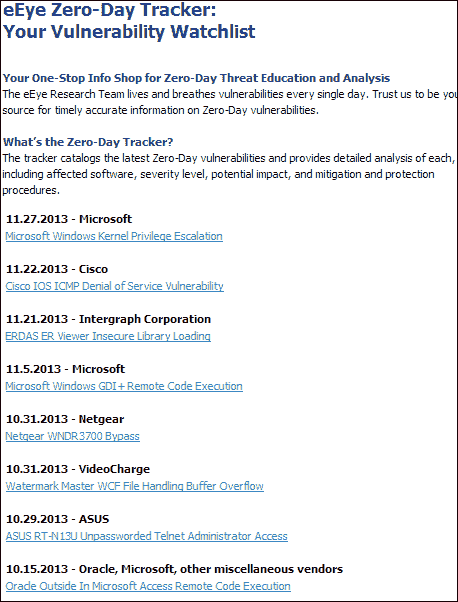 eEye Zero-Day Tracker:
Your Vulnerability Watchlist
Your One-Stop Info Shop for Zero-Day Threat Education and Analysis
The eEye Research Team lives and breathes vulnerabilities every single day. Trust us to be you
source for timely accurate information on Zero-Day vulnerabilities.
What's the Zero-Day Tracker?
The tracker catalogs the latest Zero-Day vulnerabilities and provides detailed analysis of each,
including affected software, severity level, potential impact, and mitigation and protection
procedures.
11.27.2013 - Microsoft
Microsoft Windows Kernel Privilege Escalation
11.22.2013 - Cisco
Cisco IOS ICMP Denial of Service Vulnerability
11.21.2013 - Intergraph Corporation
ERDAS ER Viewer Insecure Library Loading
11.5.2013 - Microsoft
Microsoft Windows GDI+ Remote Code Execution
10.31.2013 - Netgear
Netgear WNDR3700 Bypass
10.31.2013 - VideoCharge
Watermark Master WCF File Handling Buffer Overflow
10.29.2013 - ASUS
ASUS RT-N13U Unpassworded Telnet Administrator Access
10.15.2013 - Oracle, Microsoft, other miscellaneous vendors
Oracle Outside In Microsoft Access Remote Code Execution